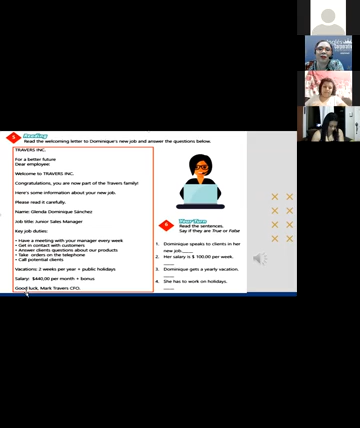 5 Reading
Read the welcoming letter to Dominique's new job and answer the questions below.
TRAVERS INC.
For a better future
Dear employee:
Welcome to TRAVERS INC.
Congratulations, you are now part of the Travers family!
Here's some information about your new job,
Please read it carefully.
Name: Glenda Dominique Sánchez
Job title: Junior Sales Manager
Key job duties:
• Have a meeting with your manager every week
• Get in contact with customers
• Answer clients questions about our products
• Take orders on the telephone
• Call potential clients
Vacations: 2 weeks per year + public holidays
Salary: $440,00 per month + bonus
Good luck, Mark Travers CFO.
6 Your Turn
Read the sentences.
Say if they are True or False
1. Dominique speaks to clients in her
new job.____
2. Her salary is $ 100.00 per week.
____
3. Dominique gets a yearly vacation.
____
4. She has to work on holidays.
____